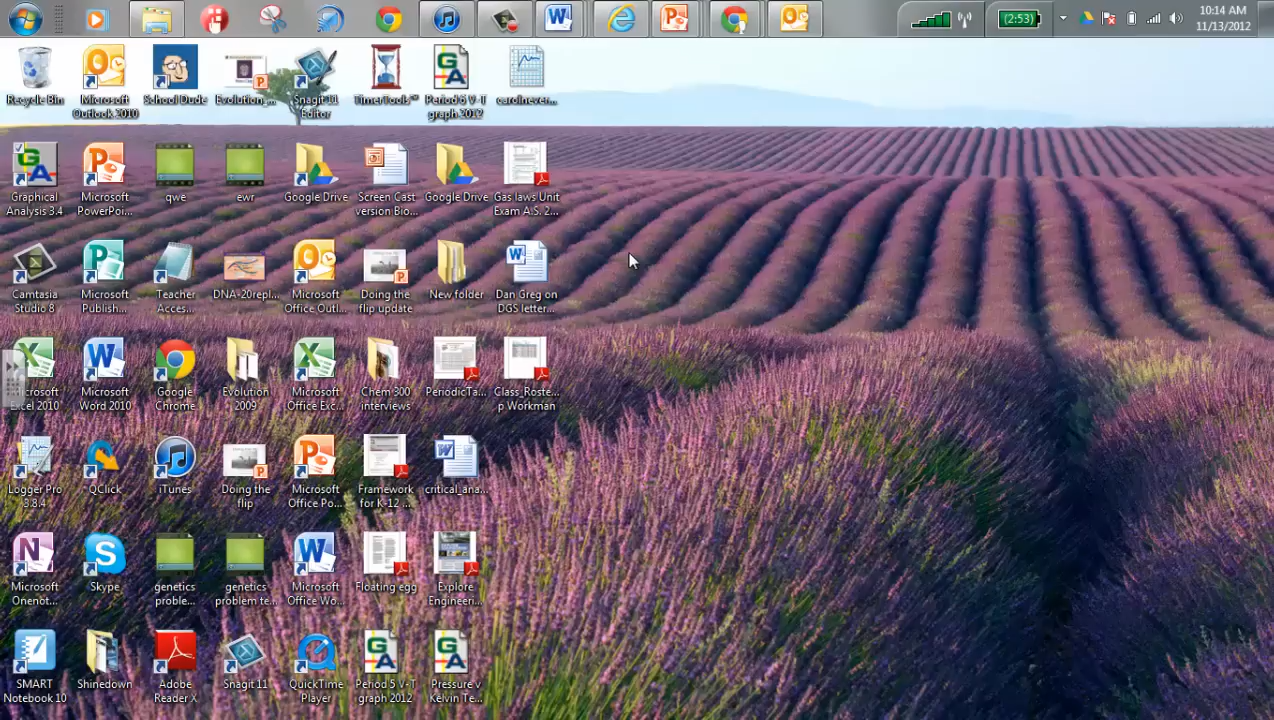 (2:53)
10:14 AM
11/13/2012
Recycle Bin
Microsoft
Outlook 2010
School Dude
Evolution_...
Snagit 11
Editor
TimerTools™
Period 5 V-T
graph 2012
carolinever...
Graphical
Analysis 3.4
Microsoft
PowerPoi...
qwe
ewr
Google Drive
Screen Cast
version Bio...
Google Drive
Gas laws Unit
Exam A.S. 2...
Camtasia
Studio 8
Microsoft
Publish...
Teacher
Acces...
DNA-20repl...
Microsoft
Office Outl...
Doing the
flip update
New folder
Dan Greg on
DGS letter...
Microsoft
Excel 2010
Microsoft
Word 2010
Google
Chrome
Evolution
2009
Microsoft
Office Exc...
Chem 300
interviews
PeriodicTa...
Class_Roste...
p Workman
Logger Pro
3.8.4
QClick
iTunes
Doing the
flip
Microsoft
Office Po...
Framework
for K-12 ...
critical_ana...
Microsoft
Onenot...
Skype
genetics
proble...
genetics
problem te...
Microsoft
Office Wo...
Floating egg
Explore
Engineeri...
SMART
Notebook 10
Shinedown
Adobe
Reader X
Snagit 11
QuickTime
Player
Period 5 V-T
graph 2012
Pressure v
Kelvin Te...